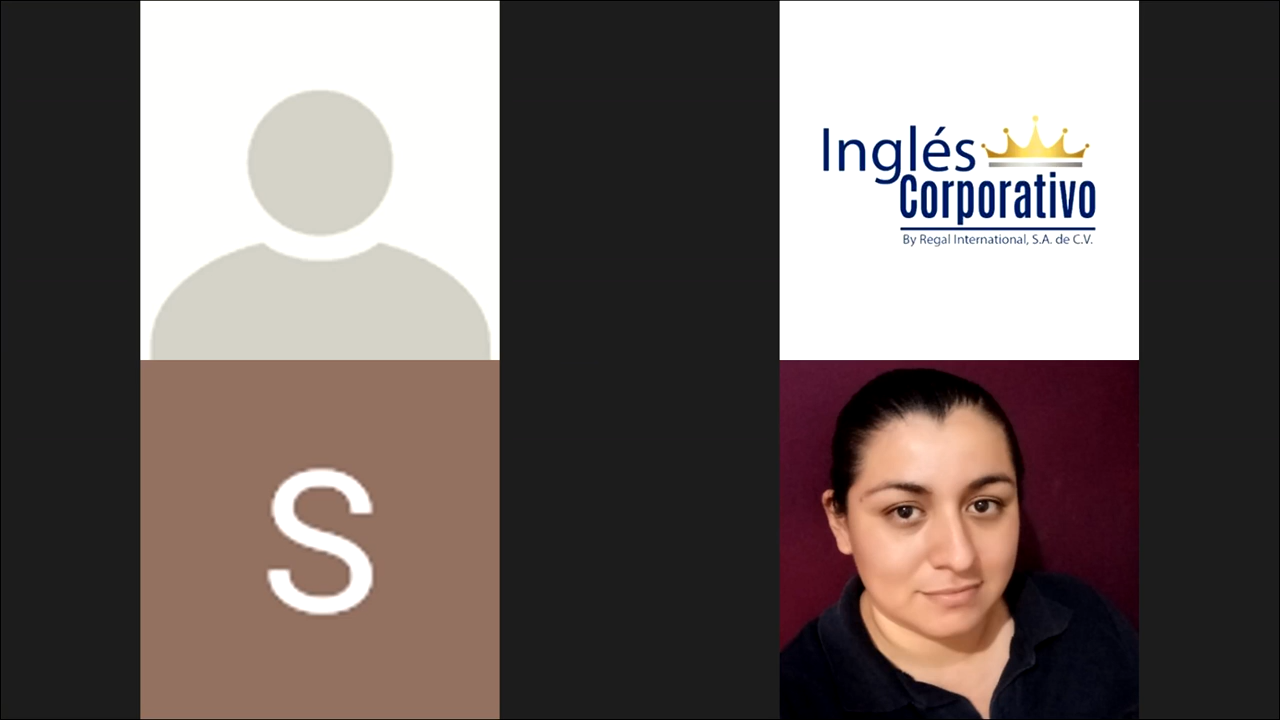 Inglés
Corporativo
By Regal International, S.A. de C.V.
S